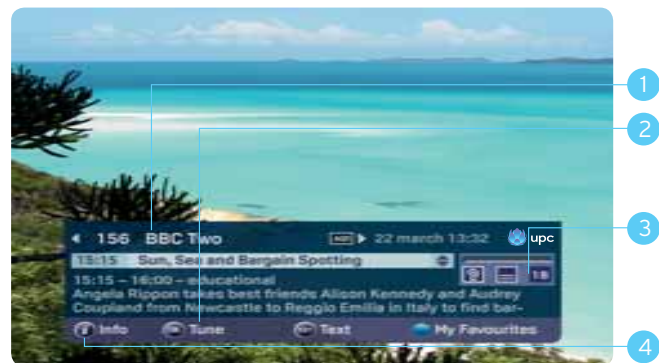 1
2
3
4
156 BBC Two
22 march 13:32
upc
15:15 Sun, Sea and Bargain Spotting
15:15 – 16:00 – educational
Angela Rippon takes best friends Alison Kennedy and Audrey
Coupland from Newcastle to Reggio Emilia in Italy to find bar-
i Info
OK Tune
Text
My Favourites